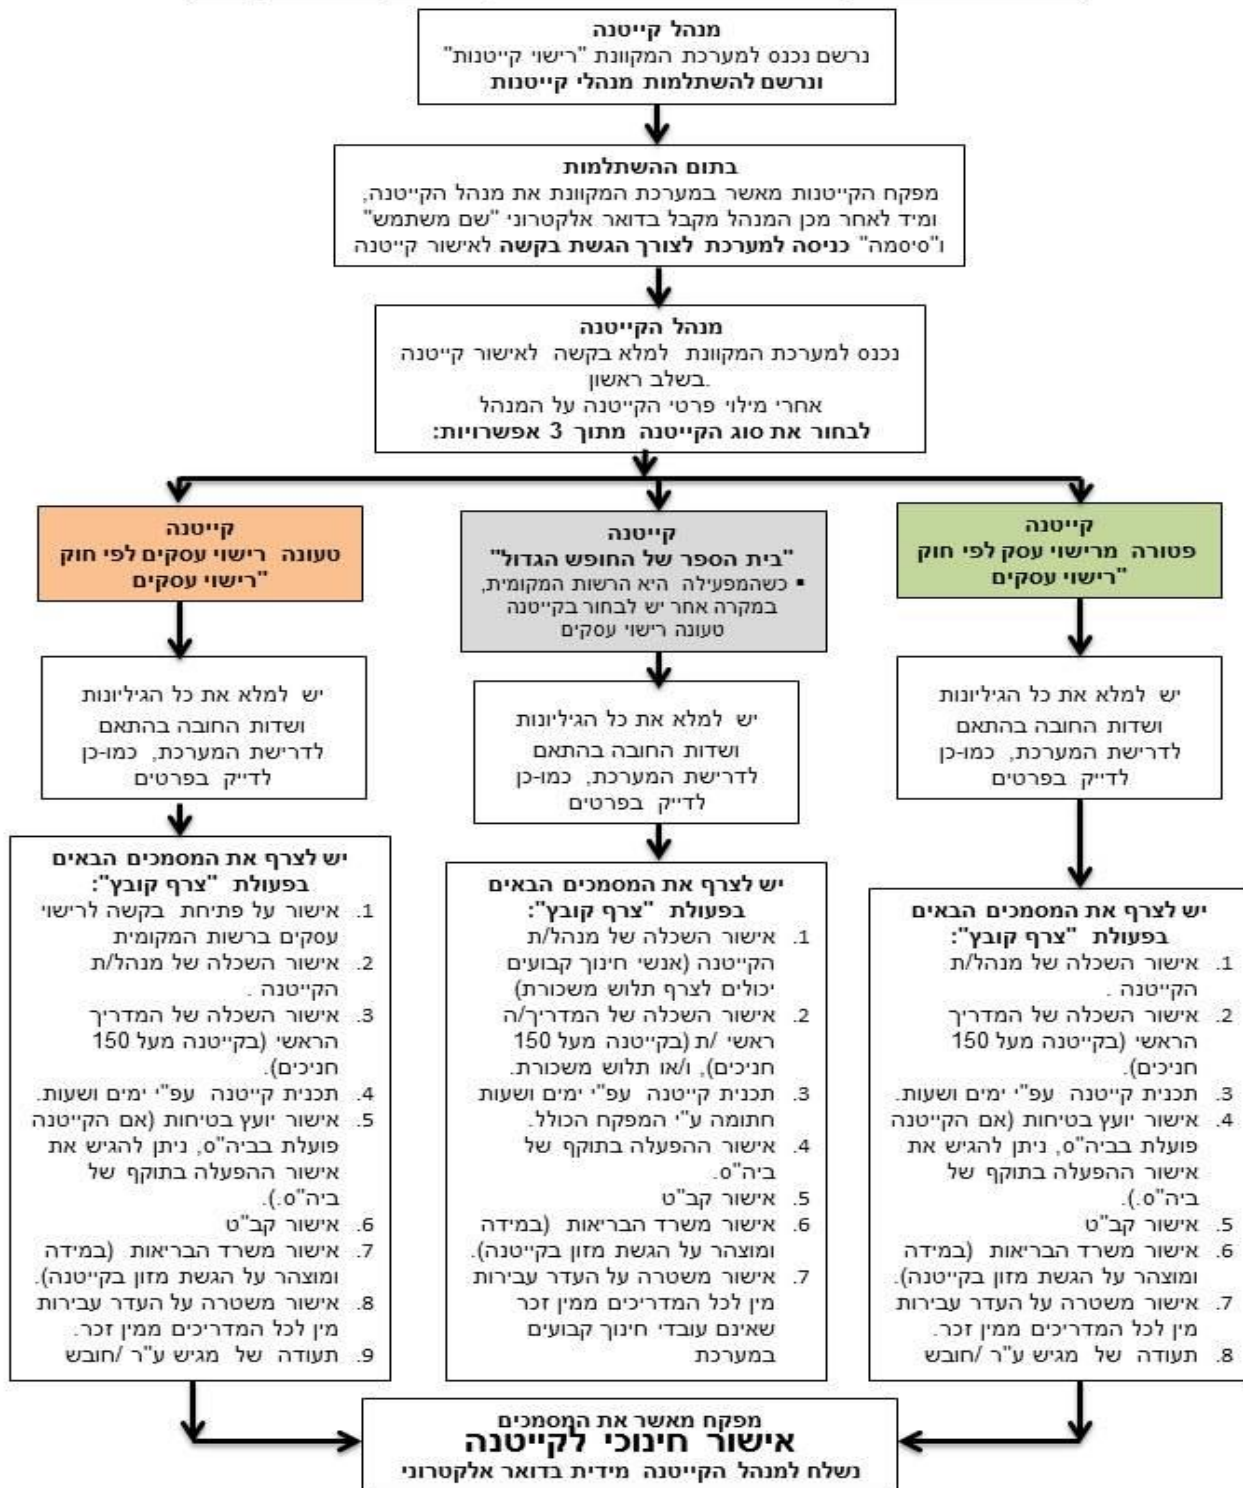 מנהל קייטנה
נרשם נכנס למערכת המקוונת "רישוי קייטנות"
ונרשם להשתלמות מנהלי קייטנות
בתום ההשתלמות
מפקח הקייטנות מאשר במערכת המקוונת את מנהל הקייטנה,
ומיד לאחר מכן המנהל מקבל בדואר אלקטרוני "שם משתמש"
ו"סיסמה" כניסה למערכת לצורך הגשת בקשה לאישור קייטנה
מנהל הקייטנה
נכנס למערכת המקוונת למלא בקשה לאישור קייטנה
בשלב ראשון.
אחרי מילוי פרטי הקייטנה על המנהל
לבחור את סוג הקייטנה מתוך 3 אפשרויות:
קייטנה
פטורה מרישוי עסק לפי חוק
"רישוי עסקים
יש למלא את כל הגיליונות
ושדות החובה בהתאם
לדרישת המערכת, כמו-כן
לדייק בפרטים
יש לצרף את המסמכים הבאים
בפעולת "צרף קובץ":
1. אישור השכלה של מנהל/ת
הקייטנה .
2. אישור השכלה של המדריך
הראשי (בקייטנה מעל 150
חניכים).
3. תכנית קייטנה עפ"י ימים ושעות.
4. אישור יועץ בטיחות (אם הקייטנה
פועלת בביה"ס, ניתן להגיש את
אישור ההפעלה בתוקף של
ביה"ס.).
5. אישור קב"ט
6. אישור משרד הבריאות (במידה
ומוצהר על הגשת מזון בקייטנה).
7. אישור משטרה על העדר עבירות
מין לכל המדריכים ממין זכר.
8. תעודה של מגיש ע"ר /חובש
קייטנה
"בית הספר של החופש הגדול"
▪ כשהמפעילה היא הרשות המקומית,
במקרה אחר יש לבחור בקייטנה
טעונה רישוי עסקים
יש למלא את כל הגיליונות
ושדות החובה בהתאם
לדרישת המערכת, כמו-כן
לדייק בפרטים
יש לצרף את המסמכים הבאים
בפעולת "צרף קובץ":
1. אישור השכלה של מנהל/ת
הקייטנה (אנשי חינוך קבועים
יכולים לצרף תלוש משכורת)
2. אישור השכלה של המדריך/ה
ראשי /ת (בקייטנה מעל 150
חניכים), ו/או תלוש משכורת.
3. תכנית קייטנה עפ"י ימים ושעות
חתומה ע"י המפקח הכולל.
4. אישור ההפעלה בתוקף של
ביה"ס.
5. אישור קב"ט
6. אישור משרד הבריאות (במידה
ומוצהר על הגשת מזון בקייטנה).
7. אישור משטרה על העדר עבירות
מין לכל המדריכים ממין זכר
שאינם עובדי חינוך קבועים
במערכת
קייטנה
טעונה רישוי עסקים לפי חוק
"רישוי עסקים
יש למלא את כל הגיליונות
ושדות החובה בהתאם
לדרישת המערכת, כמו-כן
לדייק בפרטים
יש לצרף את המסמכים הבאים
בפעולת "צרף קובץ":
1. אישור על פתיחת בקשה לרישוי
עסקים ברשות המקומית
2. אישור השכלה של מנהל/ת
הקייטנה .
3. אישור השכלה של המדריך
הראשי (בקייטנה מעל 150
חניכים).
4. תכנית קייטנה עפ"י ימים ושעות.
5. אישור יועץ בטיחות (אם הקייטנה
פועלת בביה"ס, ניתן להגיש את
אישור ההפעלה בתוקף של
ביה"ס.).
6. אישור קב"ט
7. אישור משרד הבריאות (במידה
ומוצהר על הגשת מזון בקייטנה).
8. אישור משטרה על העדר עבירות
מין לכל המדריכים ממין זכר.
9. תעודה של מגיש ע"ר /חובש
מפקח מאשר את המסמכים
אישור חינוכי לקייטנה
נשלח למנהל הקייטנה מידית בדואר אלקטרוני